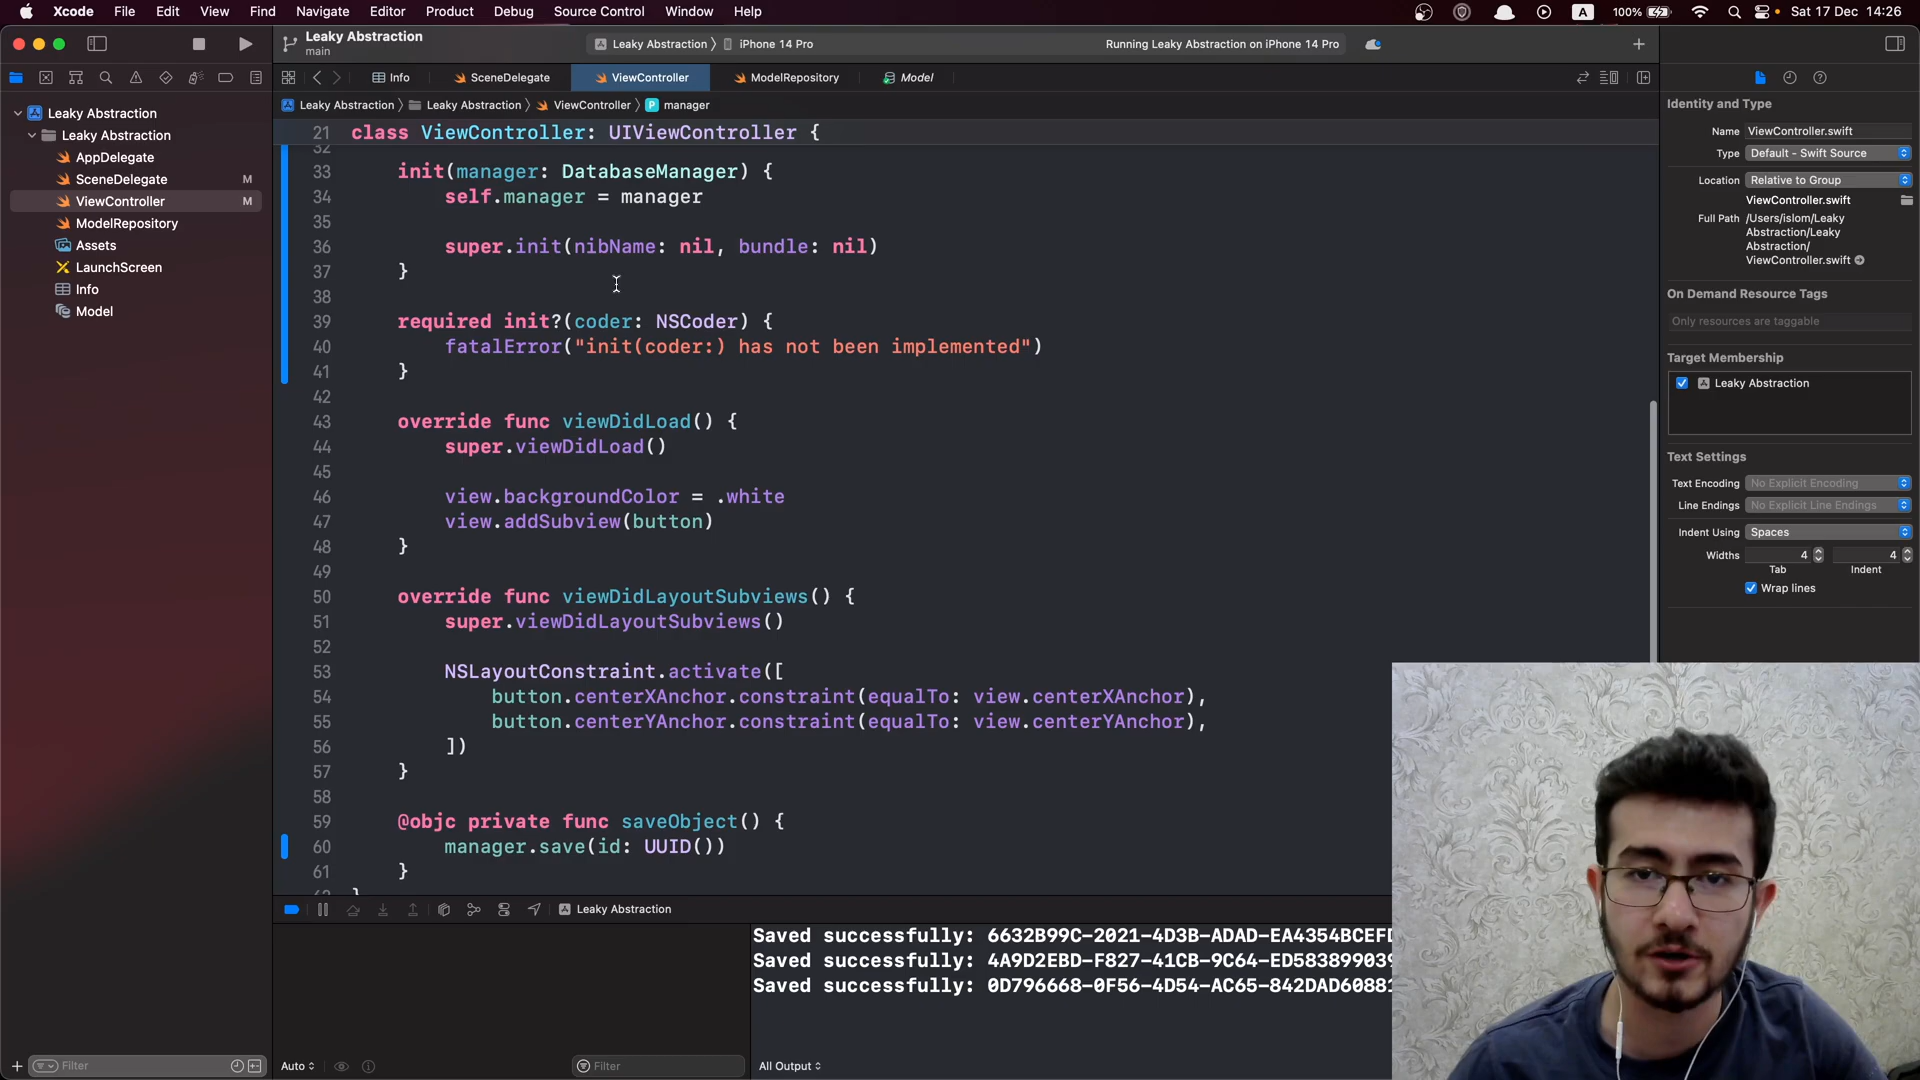 Xcode File Edit View Find Navigate Editor Product Debug Source Control Window Help
A 100% Sat 17 Dec 14:26
Leaky Abstraction
main
Leaky Abstraction iPhone 14 Pro
Running Leaky Abstraction on iPhone 14 Pro
Info SceneDelegate ViewController ModelRepository Model
Leaky Abstraction Leaky Abstraction ViewController P manager
Leaky Abstraction
Leaky Abstraction
AppDelegate
SceneDelegate M
ViewController M
ModelRepository
Assets
LaunchScreen
Info
Model
21 class ViewController: UIViewController {
32
33 init(manager: DatabaseManager) {
34 self.manager = manager
35
36 super.init(nibName: nil, bundle: nil)
37 }
38
39 required init?(coder: NSCoder) {
40 fatalError("init(coder:) has not been implemented")
41 }
42
43 override func viewDidLoad() {
44 super.viewDidLoad()
45
46 view.backgroundColor = .white
47 view.addSubview(button)
48 }
49
50 override func viewDidLayoutSubviews() {
51 super.viewDidLayoutSubviews()
52
53 NSLayoutConstraint.activate([
54 button.centerXAnchor.constraint(equalTo: view.centerXAnchor),
55 button.centerYAnchor.constraint(equalTo: view.centerYAnchor),
56 ])
57 }
58
59 @objc private func saveObject() {
60 manager.save(id: UUID())
61 }
Leaky Abstraction
Saved successfully: 6632B99C-2021-4D3B-ADAD-EA4354BCEFD
Saved successfully: 4A9D2EBD-F827-41CB-9C64-ED583899039
Saved successfully: 0D796668-0F56-4D54-AC65-842DAD60881
Filter
Auto
Filter
All Output
Identity and Type
Name ViewController.swift
Type Default - Swift Source
Location Relative to Group
ViewController.swift
Full Path /Users/islom/Leaky
Abstraction/Leaky
Abstraction/
ViewController.swift
On Demand Resource Tags
Only resources are taggable
Target Membership
Leaky Abstraction
Text Settings
Text Encoding No Explicit Encoding
Line Endings No Explicit Line Endings
Indent Using Spaces
Widths 4 4
Tab Indent
Wrap lines